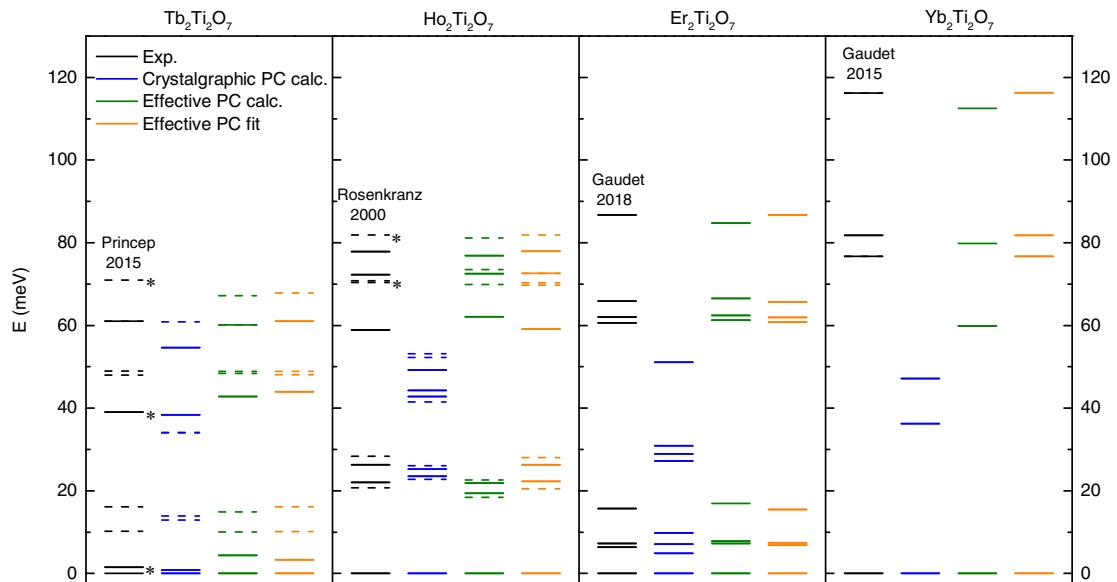 Tb₂Ti₂O₇
Ho₂Ti₂O₇
Er₂Ti₂O₇
Yb₂Ti₂O₇
Exp.
Crystalgraphic PC calc.
Effective PC calc.
Effective PC fit
Gaudet
2015
Gaudet
2018
Rosenkranz
2000
Princep
2015
*
*
*
*
*
E (meV)
120
100
80
60
40
20
0
120
100
80
60
40
20
0